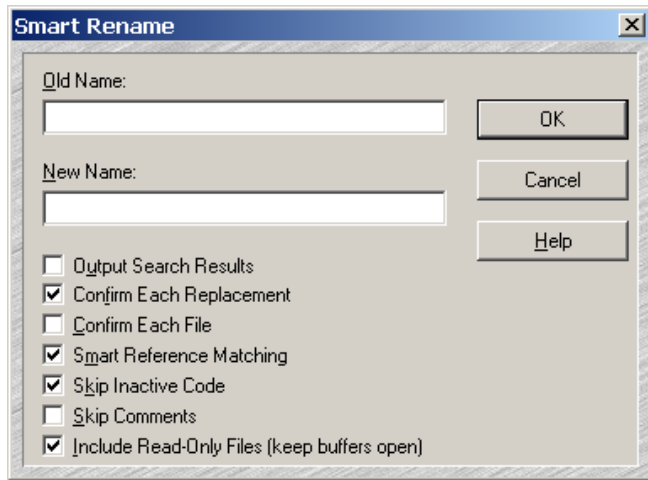 Smart Rename
Old Name:
OK
New Name:
Cancel
Help
Output Search Results
Confirm Each Replacement
Confirm Each File
Smart Reference Matching
Skip Inactive Code
Skip Comments
Include Read-Only Files (keep buffers open)